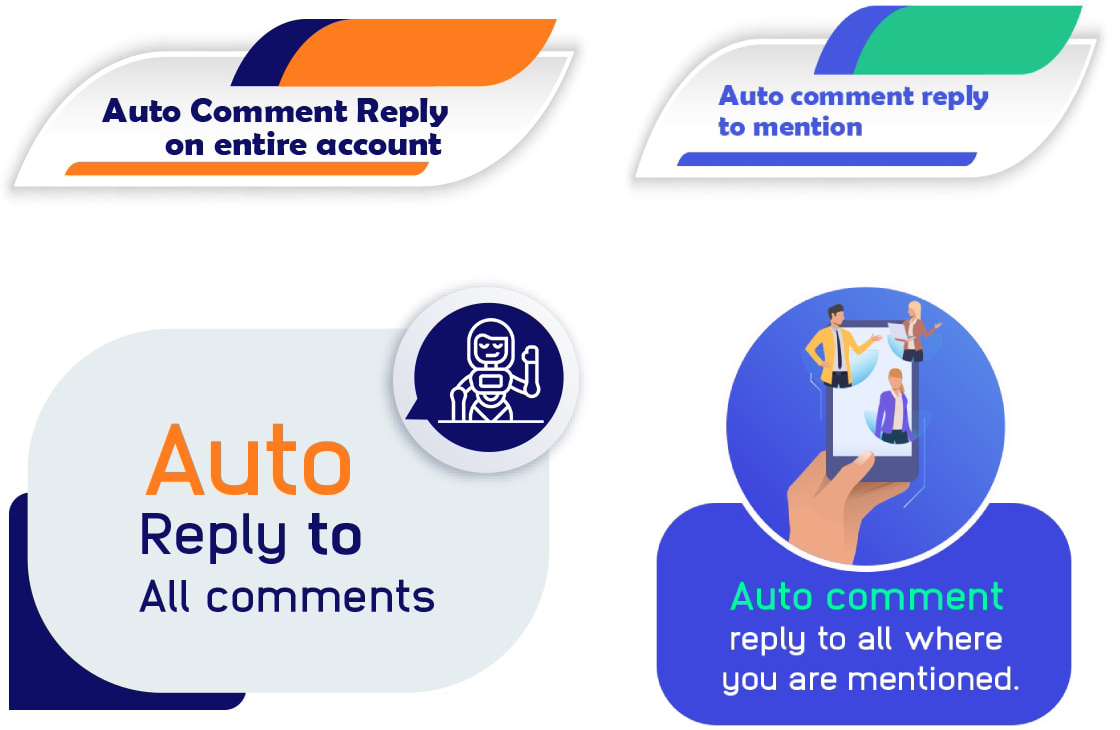 Auto Comment Reply
on entire account
Auto comment reply
to mention
Auto
Reply to
All comments
Auto comment
reply to all where
you are mentioned.